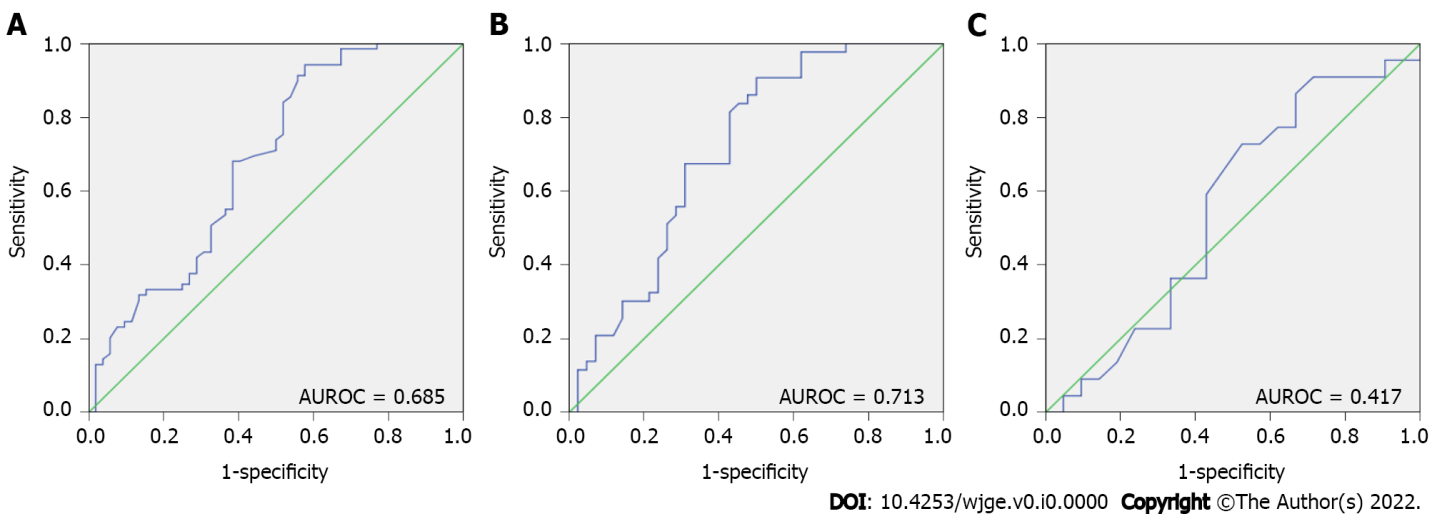 A
1.0
0.8
0.6
0.4
0.2
0.0
Sensitivity
AUROC = 0.685
0.0 0.2 0.4 0.6 0.8 1.0
1-specificity
B
1.0
0.8
0.6
0.4
0.2
0.0
Sensitivity
AUROC = 0.713
0.0 0.2 0.4 0.6 0.8 1.0
1-specificity
C
1.0
0.8
0.6
0.4
0.2
0.0
Sensitivity
AUROC = 0.417
0.0 0.2 0.4 0.6 0.8 1.0
1-specificity
DOI: 10.4253/wjge.v0.i0.0000 Copyright ©The Author(s) 2022.